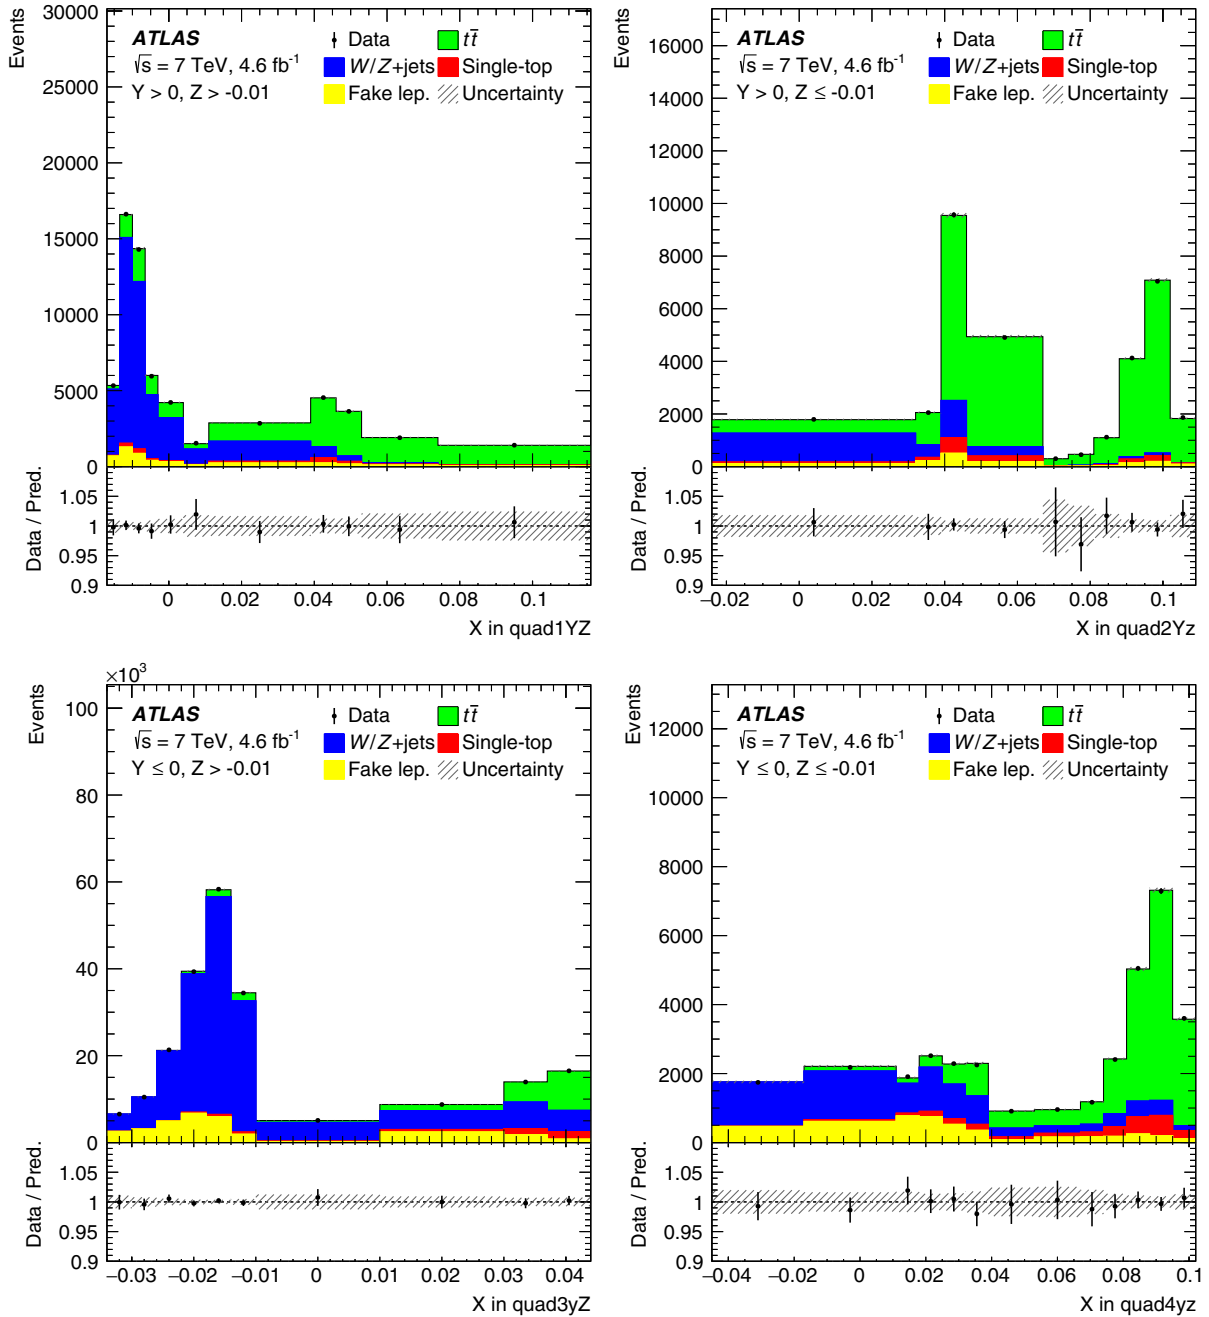 Events
30000
25000
20000
15000
10000
5000
0
ATLAS
√s = 7 TeV, 4.6 fb⁻¹
Y > 0, Z > -0.01
Data
tt̄
W/Z+jets
Single-top
Fake lep.
Uncertainty
Data / Pred.
1.05
1
0.95
0.9
0 0.02 0.04 0.06 0.08 0.1
X in quad1YZ
Events
16000
14000
12000
10000
8000
6000
4000
2000
0
ATLAS
√s = 7 TeV, 4.6 fb⁻¹
Y > 0, Z ≤ -0.01
Data
tt̄
W/Z+jets
Single-top
Fake lep.
Uncertainty
Data / Pred.
1.05
1
0.95
0.9
−0.02 0 0.02 0.04 0.06 0.08 0.1
X in quad2Yz
×10³
Events
100
80
60
40
20
0
ATLAS
√s = 7 TeV, 4.6 fb⁻¹
Y ≤ 0, Z > -0.01
Data
tt̄
W/Z+jets
Single-top
Fake lep.
Uncertainty
Data / Pred.
1.05
1
0.95
0.9
−0.03 −0.02 −0.01 0 0.01 0.02 0.03 0.04
X in quad3yZ
Events
12000
10000
8000
6000
4000
2000
0
ATLAS
√s = 7 TeV, 4.6 fb⁻¹
Y ≤ 0, Z ≤ -0.01
Data
tt̄
W/Z+jets
Single-top
Fake lep.
Uncertainty
Data / Pred.
1.05
1
0.95
0.9
−0.04 −0.02 0 0.02 0.04 0.06 0.08 0.1
X in quad4yz